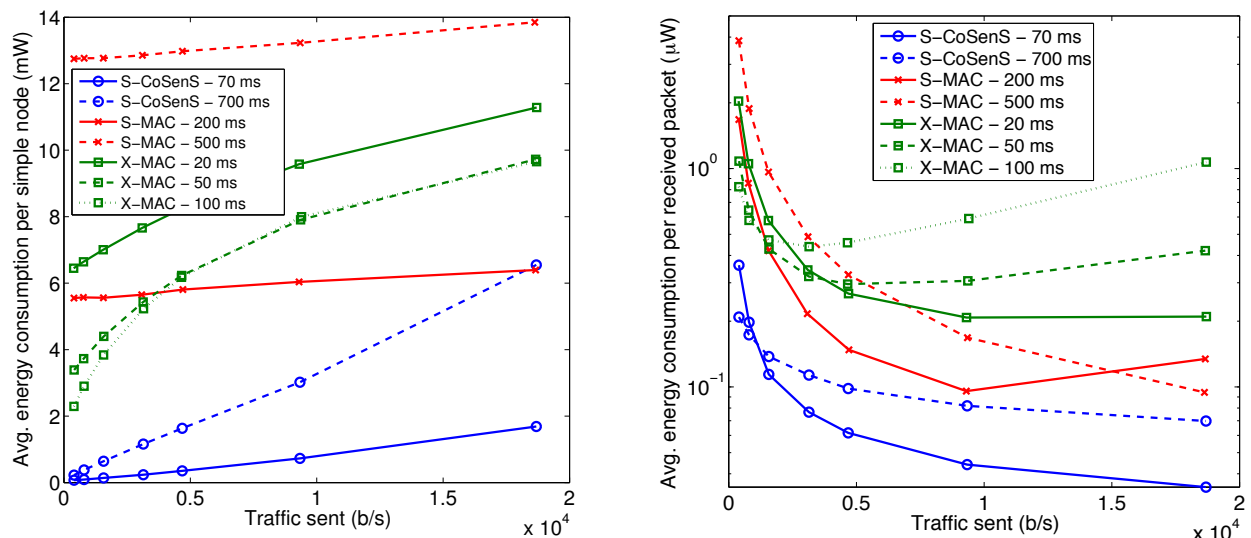 Avg. energy consumption per simple node (mW)
14
12
10
8
6
4
2
0
S−CoSenS − 70 ms
S−CoSenS − 700 ms
S−MAC − 200 ms
S−MAC − 500 ms
X−MAC − 20 ms
X−MAC − 50 ms
X−MAC − 100 ms
0 0.5 1 1.5 2
x 10^4
Traffic sent (b/s)
Avg. energy consumption per received packet (μW)
10^0
10^−1
S−CoSenS − 70 ms
S−CoSenS − 700 ms
S−MAC − 200 ms
S−MAC − 500 ms
X−MAC − 20 ms
X−MAC − 50 ms
X−MAC − 100 ms
0 0.5 1 1.5 2
x 10^4
Traffic sent (b/s)